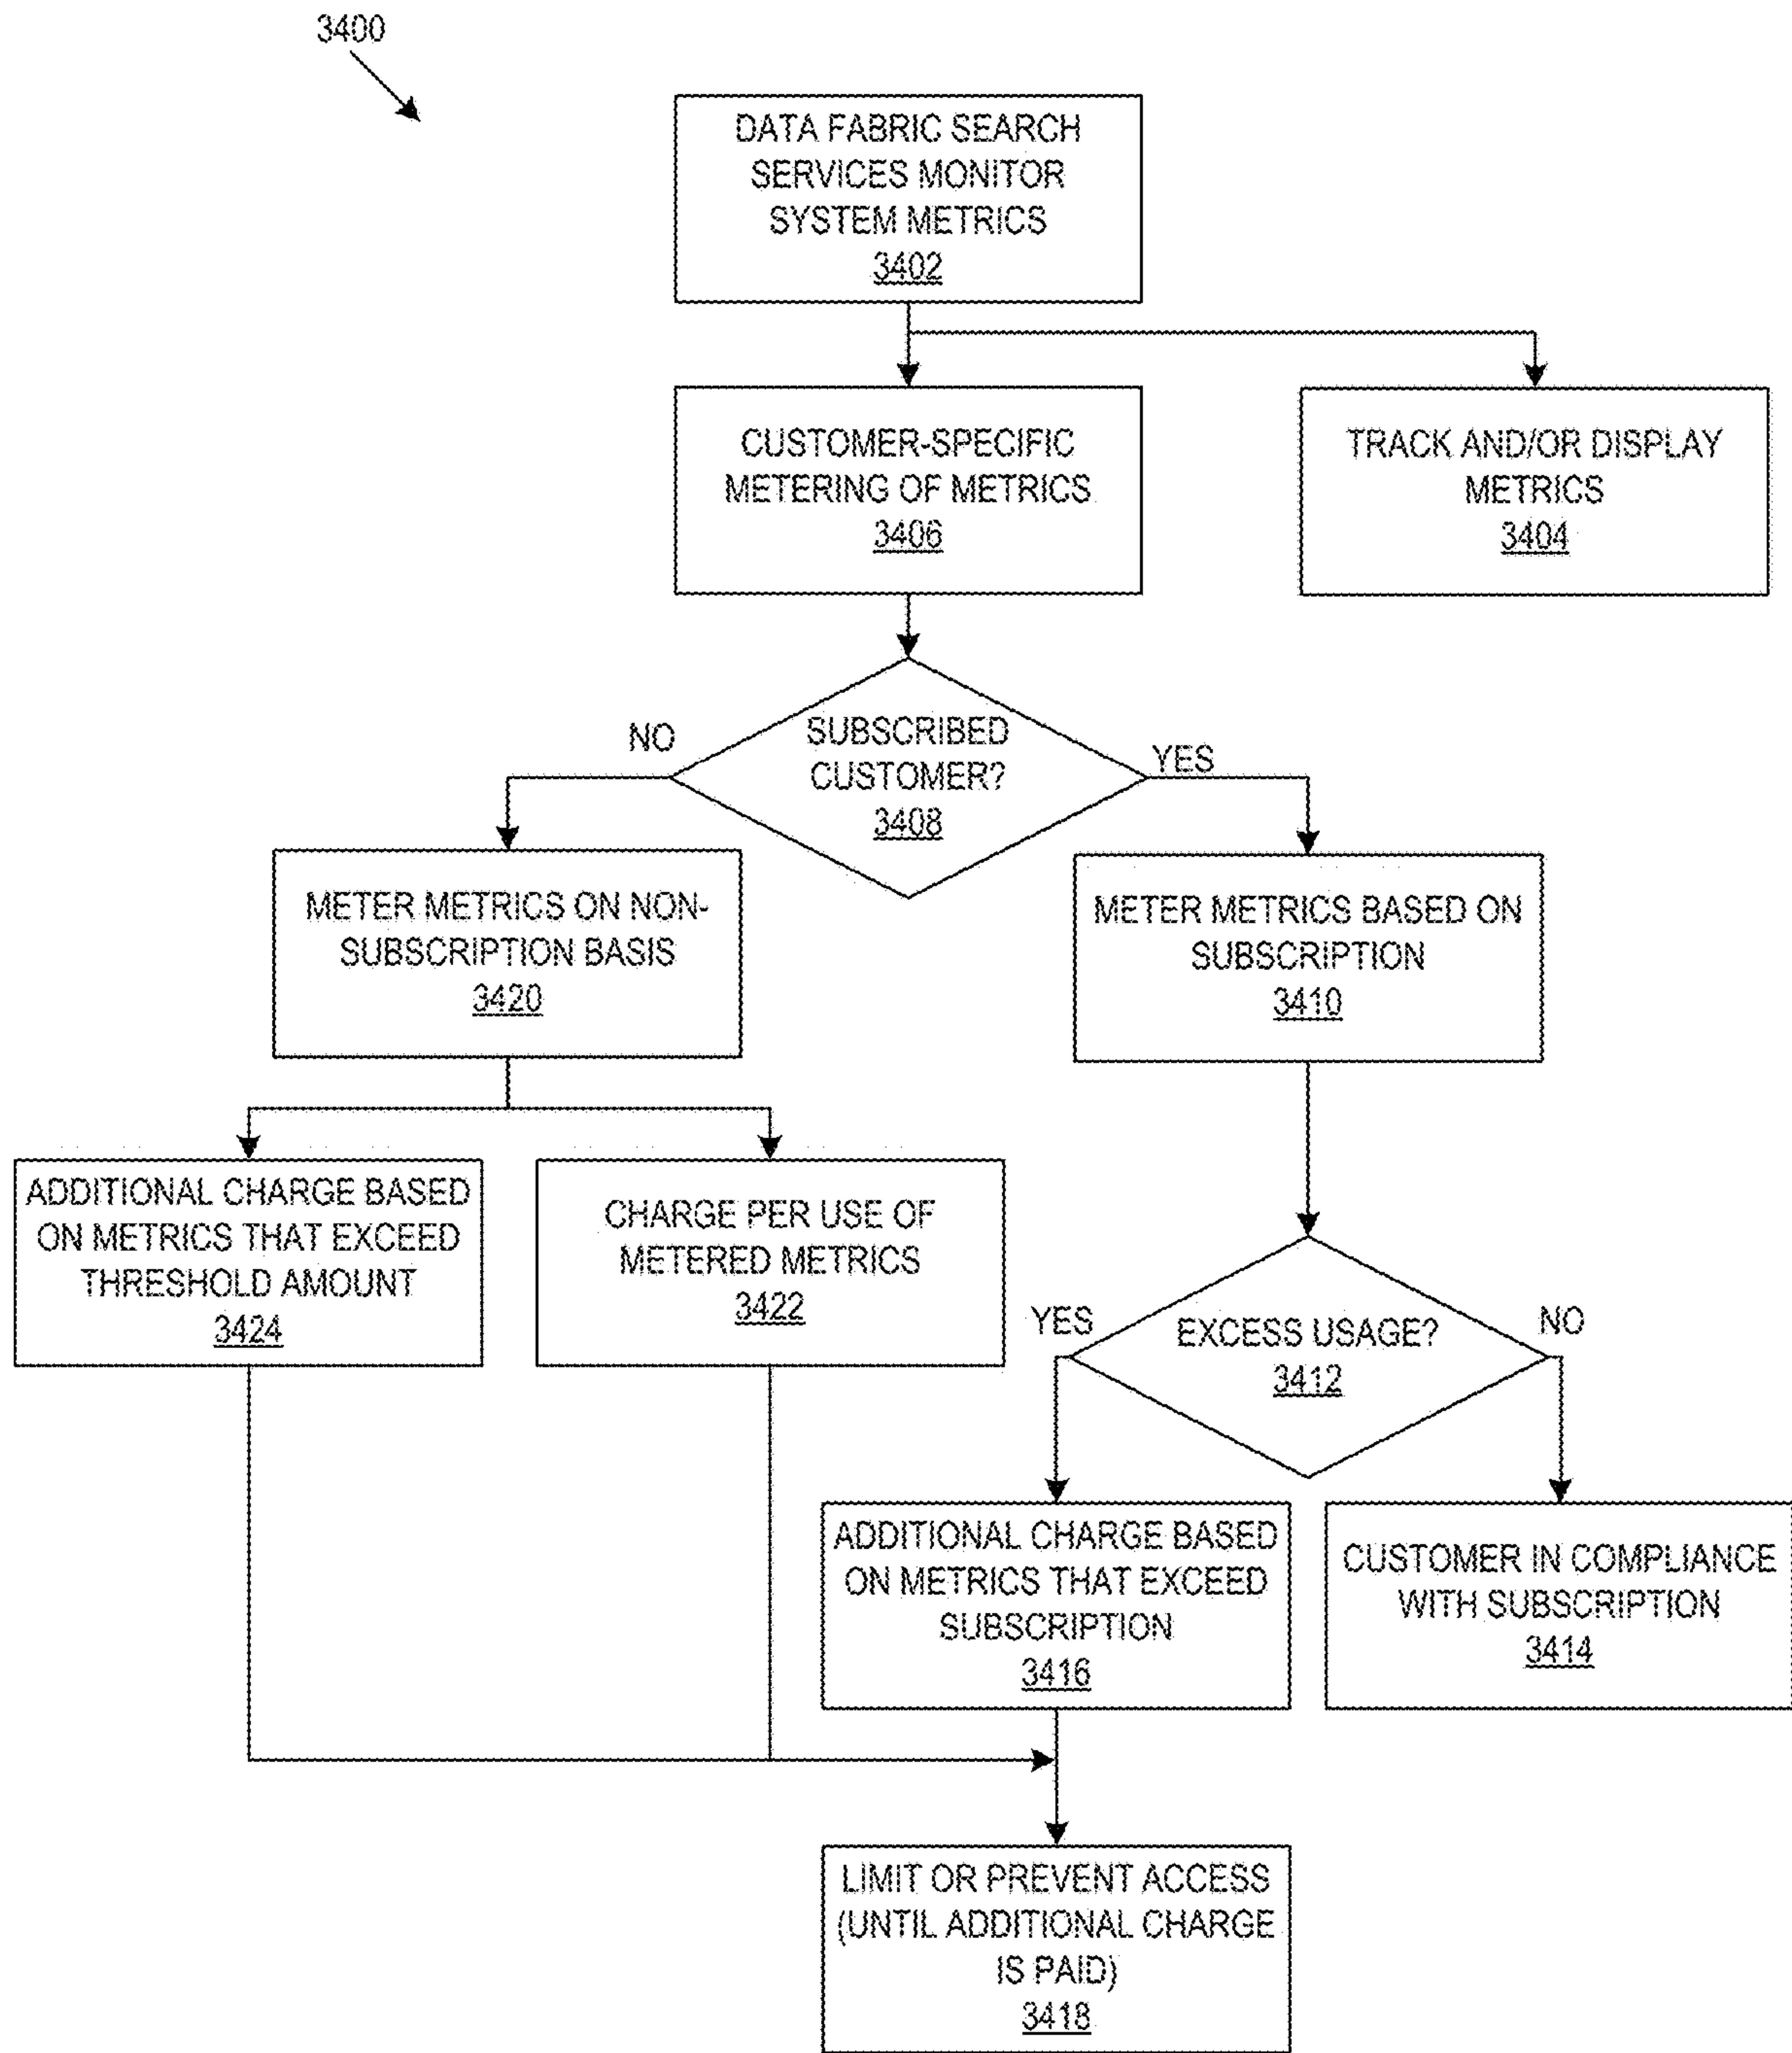 3400
DATA FABRIC SEARCH
SERVICES MONITOR
SYSTEM METRICS
3402
CUSTOMER-SPECIFIC
METERING OF METRICS
3406
TRACK AND/OR DISPLAY
METRICS
3404
SUBSCRIBED
CUSTOMER?
3408
NO
YES
METER METRICS ON NON-
SUBSCRIPTION BASIS
3420
METER METRICS BASED ON
SUBSCRIPTION
3410
ADDITIONAL CHARGE BASED
ON METRICS THAT EXCEED
THRESHOLD AMOUNT
3424
CHARGE PER USE OF
METERED METRICS
3422
YES
EXCESS USAGE?
3412
NO
ADDITIONAL CHARGE BASED
ON METRICS THAT EXCEED
SUBSCRIPTION
3416
CUSTOMER IN COMPLIANCE
WITH SUBSCRIPTION
3414
LIMIT OR PREVENT ACCESS
(UNTIL ADDITIONAL CHARGE
IS PAID)
3418